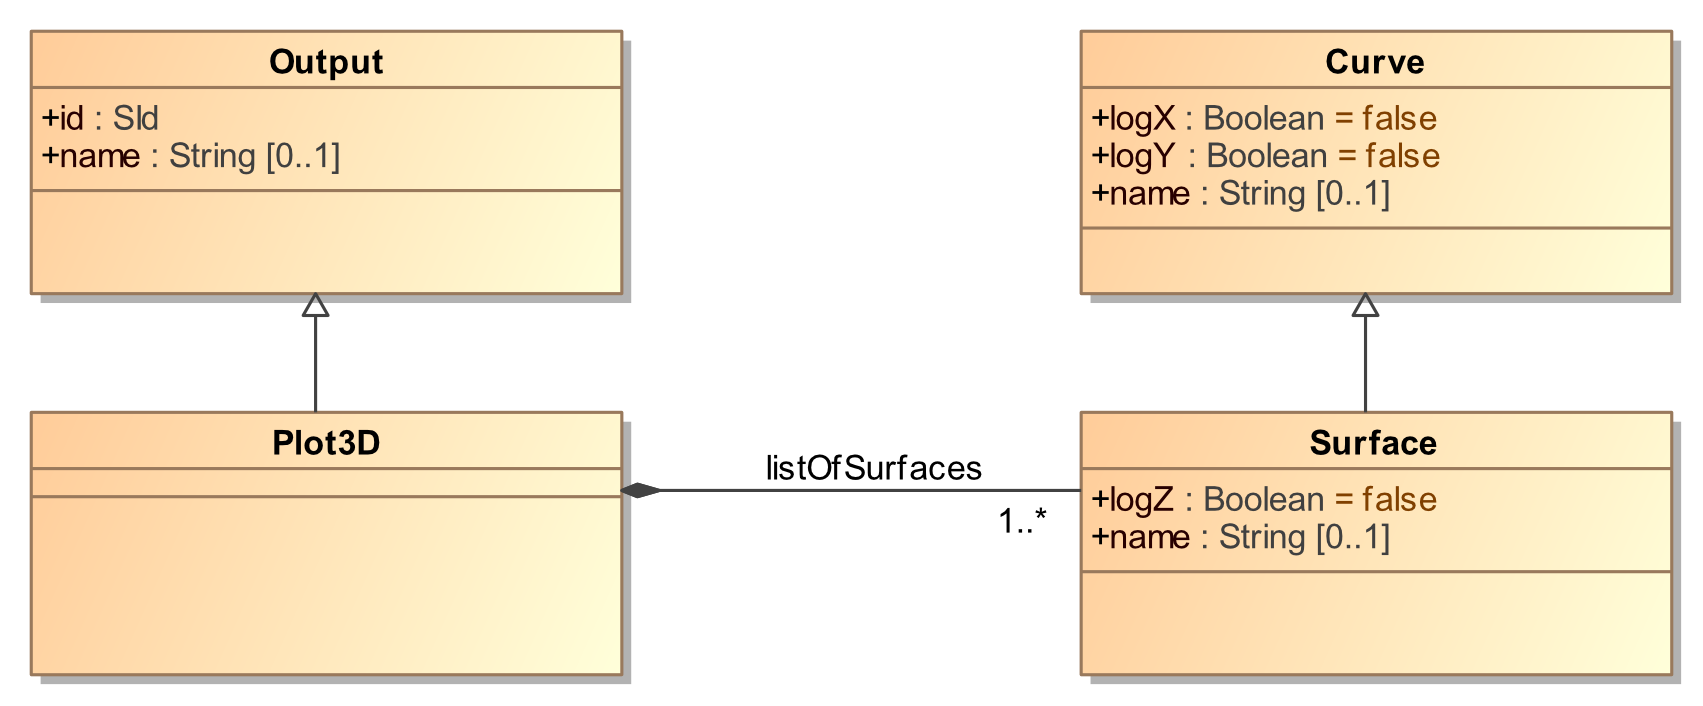 Output
+id : SId
+name : String [0..1]
Curve
+logX : Boolean = false
+logY : Boolean = false
+name : String [0..1]
Plot3D
listOfSurfaces
1..*
Surface
+logZ : Boolean = false
+name : String [0..1]